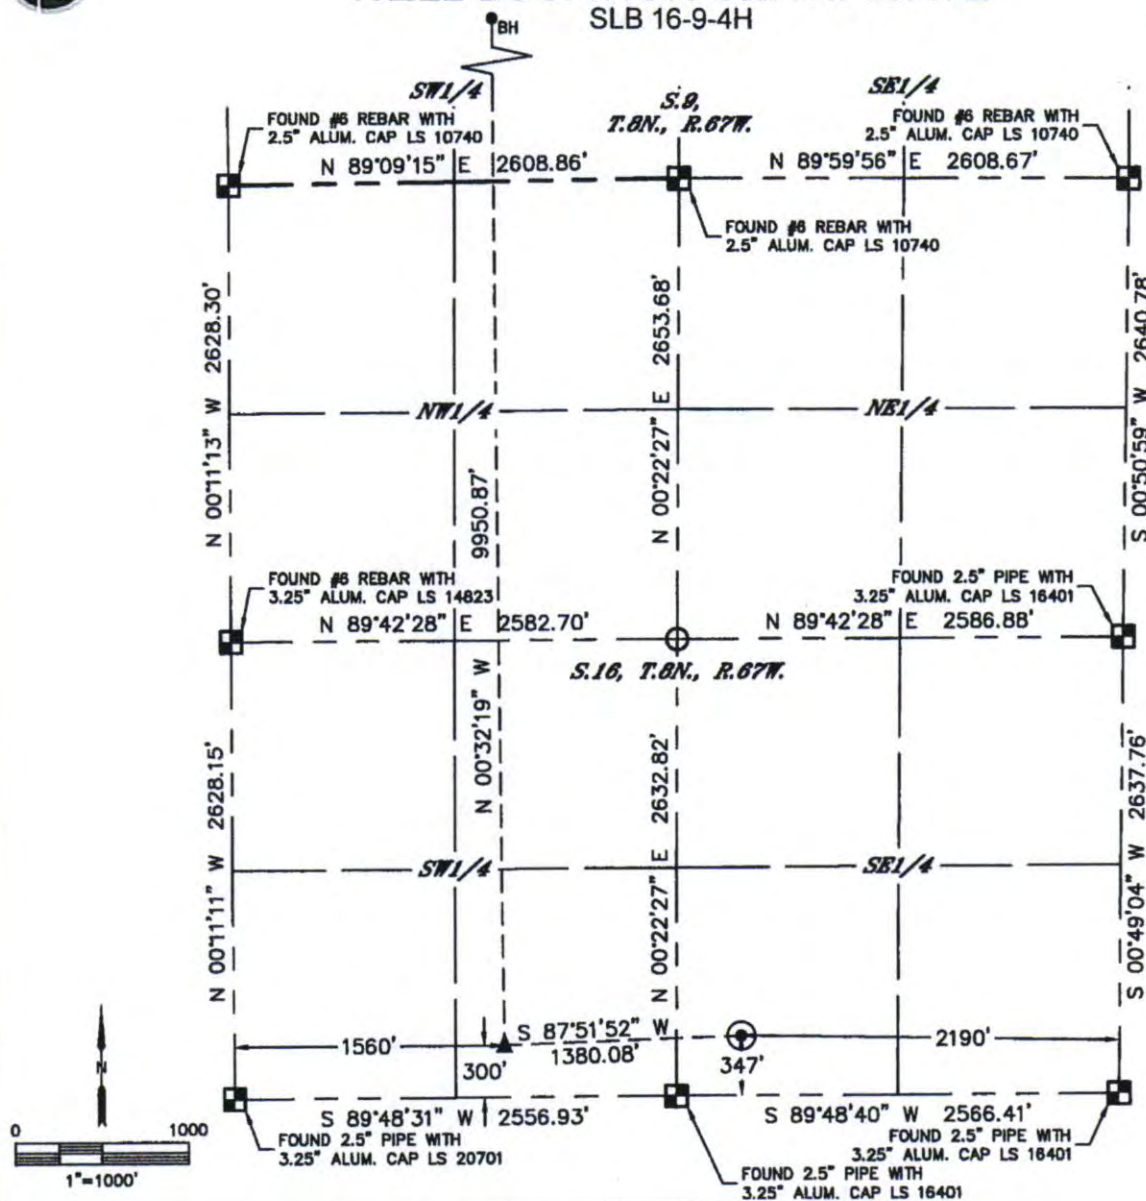 SLB 16-9-4H
BH
SW1/4
S.9,
T.8N., R.67W.
SE1/4
FOUND #6 REBAR WITH
2.5" ALUM. CAP LS 10740
FOUND #6 REBAR WITH
2.5" ALUM. CAP LS 10740
N 89°09'15" E 2608.86'
N 89°59'56" E 2608.67'
FOUND #6 REBAR WITH
2.5" ALUM. CAP LS 10740
N 00°11'13" W 2628.30'
N 00°22'27" E 2653.68'
S 00°50'59" W 2640.78'
NW1/4
NE1/4
9950.87'
FOUND #6 REBAR WITH
3.25" ALUM. CAP LS 14823
FOUND 2.5" PIPE WITH
3.25" ALUM. CAP LS 16401
N 89°42'28" E 2582.70'
N 89°42'28" E 2586.88'
S.16, T.8N., R.67W.
N 00°32'19" W
N 00°11'11" W 2628.15'
N 00°22'27" E 2632.82'
S 00°49'04" W 2637.76'
SW1/4
SE1/4
S 87°51'52" W
1380.08'
1560'
300'
347'
2190'
N
S 89°48'31" W 2556.93'
S 89°48'40" W 2566.41'
0 1000
1"=1000'
FOUND 2.5" PIPE WITH
3.25" ALUM. CAP LS 20701
FOUND 2.5" PIPE WITH
3.25" ALUM. CAP LS 16401
FOUND 2.5" PIPE WITH
3.25" ALUM. CAP LS 16401